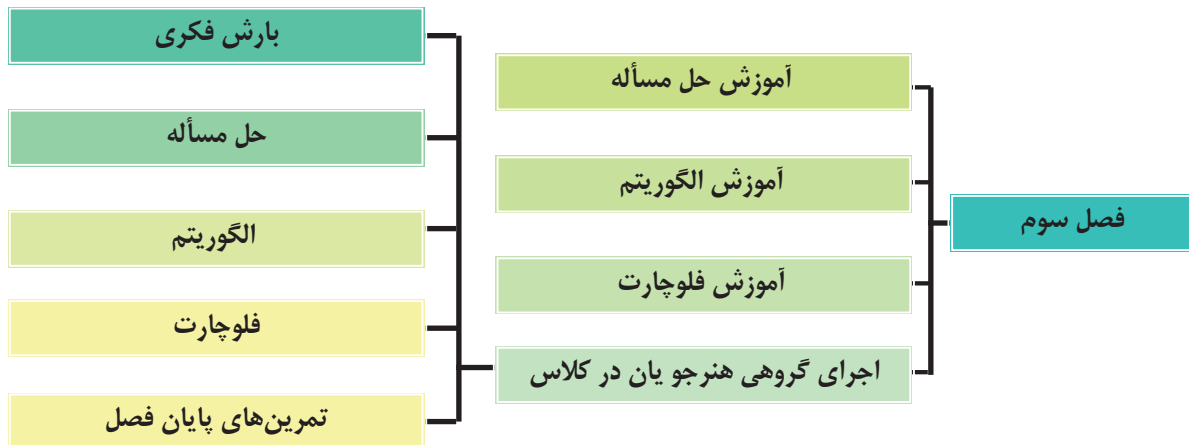 فصل سوم
آموزش حل مسأله
آموزش الگوریتم
آموزش فلوچارت
اجرای گروهی هنرجو یان در کلاس
بارش فکری
حل مسأله
الگوریتم
فلوچارت
تمرین‌های پایان فصل